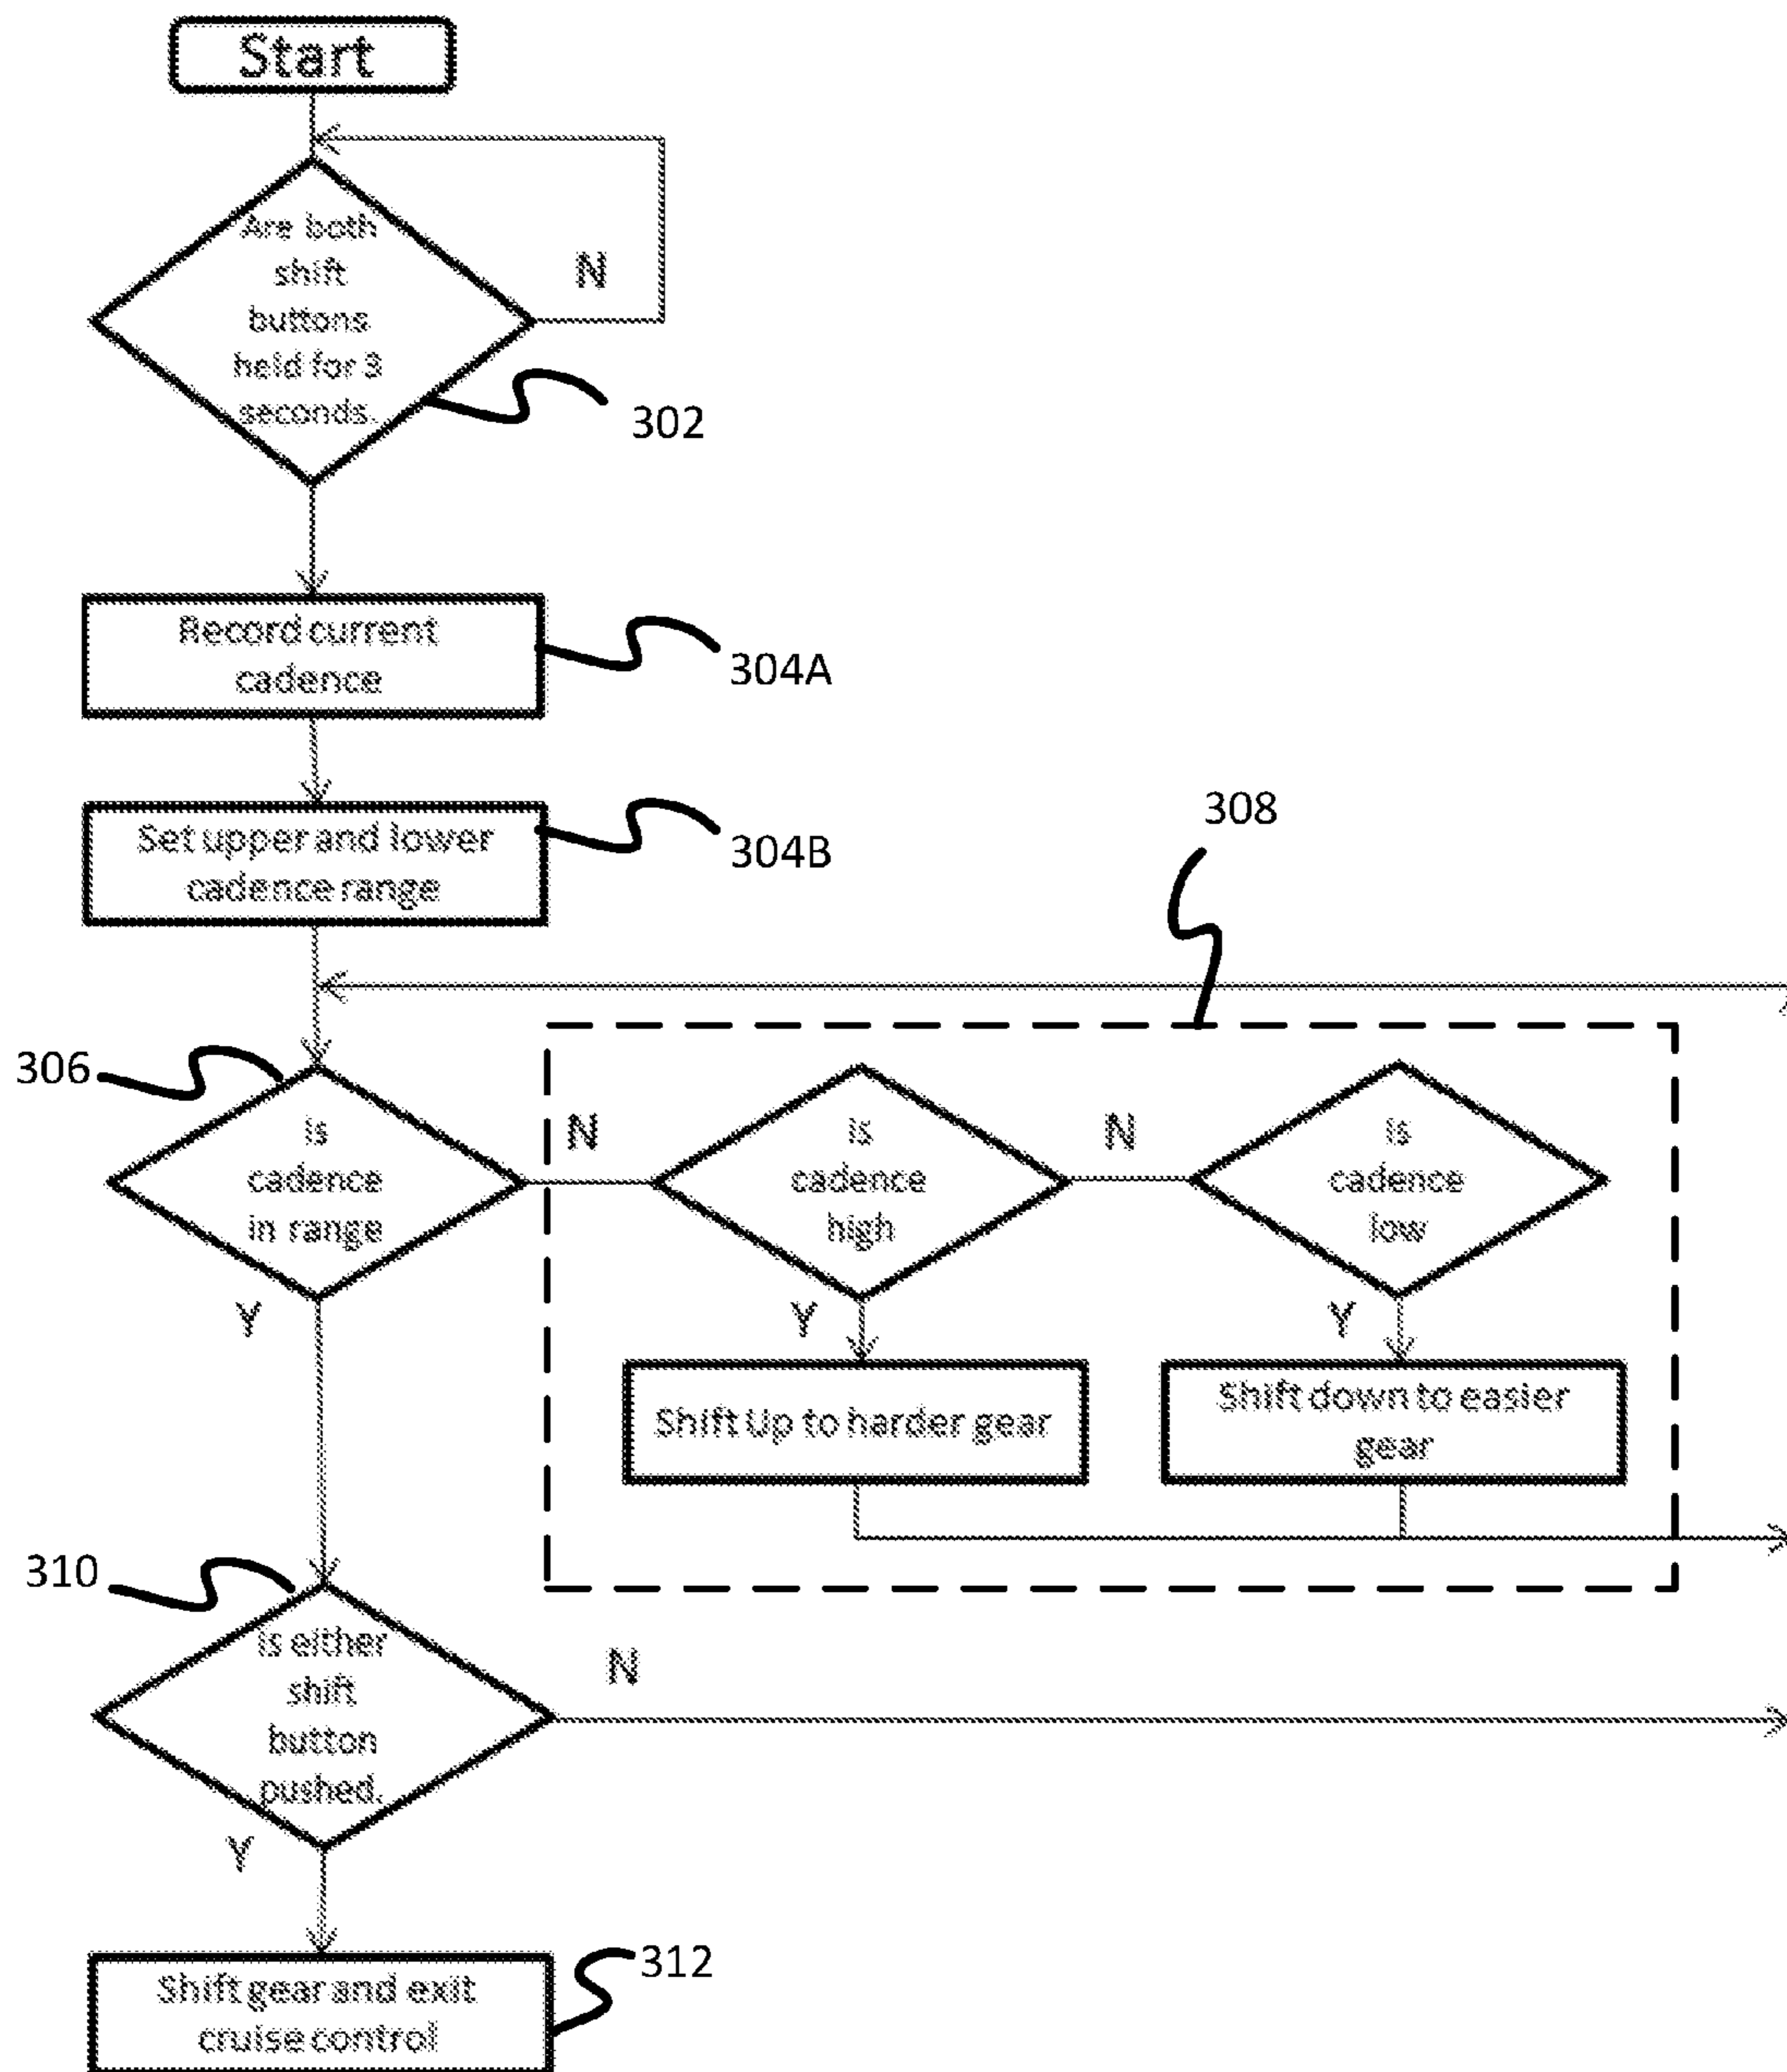 Start
Are both
shift
buttons
held for 3
seconds.
N
302
Record current
cadence
304A
Set upper and lower
cadence range
304B
308
306
is
cadence
in range
N
is
cadence
high
N
is
cadence
low
Y
Y
Y
Shift Up to harder gear
Shift down to easier
gear
310
is either
shift
button
pushed.
N
Y
Shift gear and exit
cruise control
312